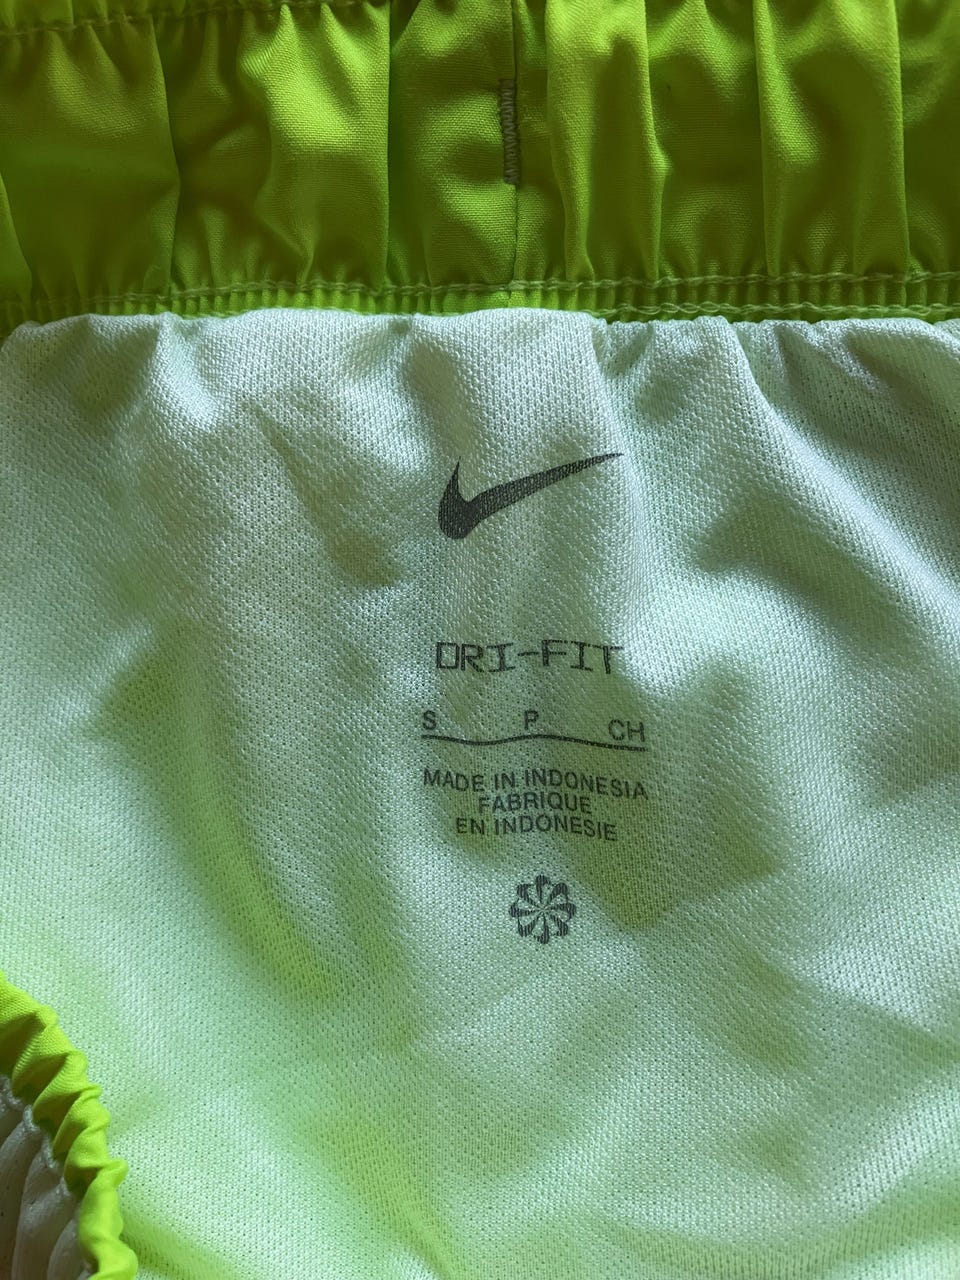 DRI-FIT
S P CH
MADE IN INDONESIA
FABRIQUE
EN INDONESIE